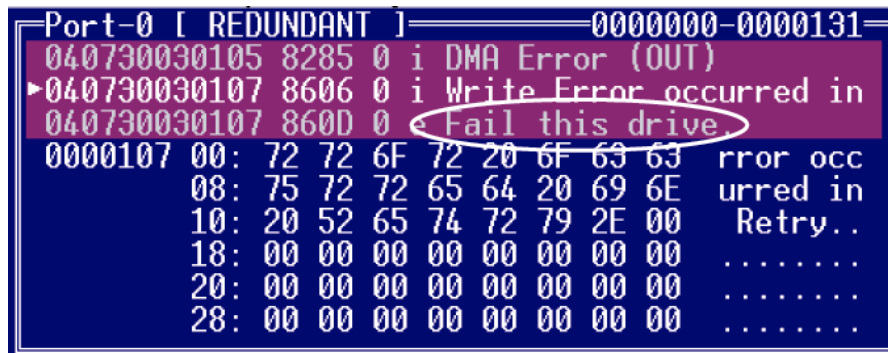 Port-0 [ REDUNDANT ] 0000000-0000131
040730030105 8285 0 i DMA Error (OUT)
►040730030107 8606 0 i Write Error occurred in
040730030107 860D 0 e Fail this drive.
0000107 00: 72 72 6F 72 20 6F 63 63 rror occ
08: 75 72 72 65 64 20 69 6E urred in
10: 20 52 65 74 72 79 2E 00 Retry..
18: 00 00 00 00 00 00 00 00 ........
20: 00 00 00 00 00 00 00 00 ........
28: 00 00 00 00 00 00 00 00 ........